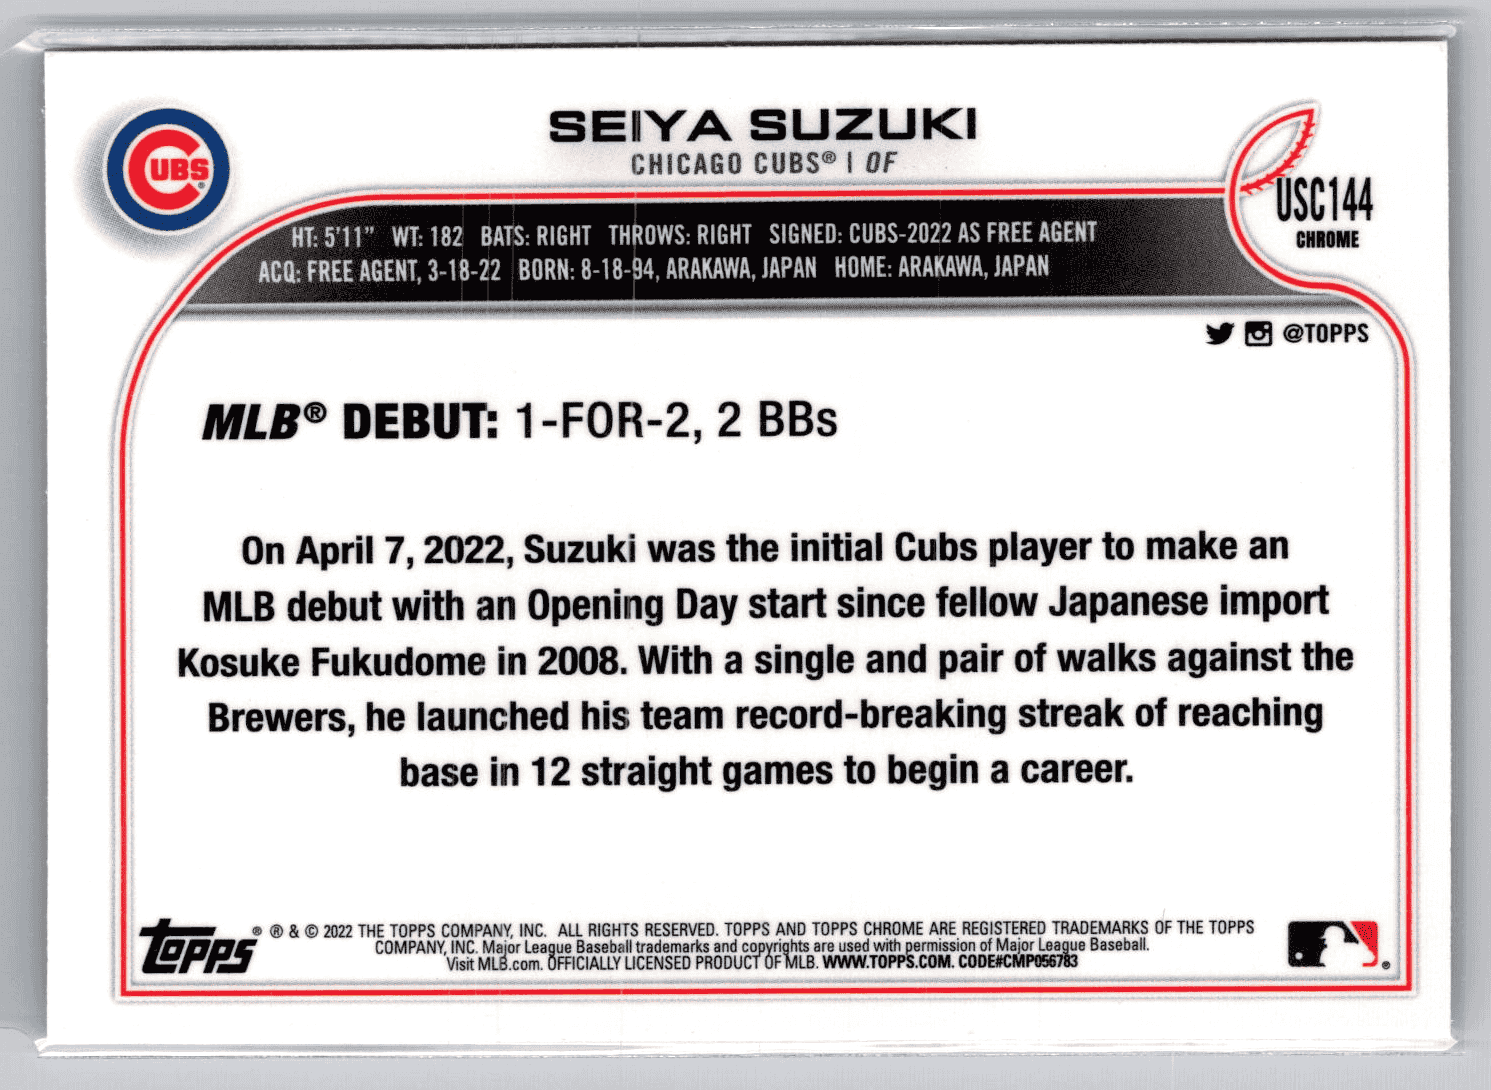 CUBS®
SEIYA SUZUKI
CHICAGO CUBS® | OF
USC144
CHROME
HT: 5'11" WT: 182 BATS: RIGHT THROWS: RIGHT SIGNED: CUBS-2022 AS FREE AGENT
ACQ: FREE AGENT, 3-18-22 BORN: 8-18-94, ARAKAWA, JAPAN HOME: ARAKAWA, JAPAN
@TOPPS
MLB® DEBUT: 1-FOR-2, 2 BBs
On April 7, 2022, Suzuki was the initial Cubs player to make an
MLB debut with an Opening Day start since fellow Japanese import
Kosuke Fukudome in 2008. With a single and pair of walks against the
Brewers, he launched his team record-breaking streak of reaching
base in 12 straight games to begin a career.
Topps® ® & © 2022 THE TOPPS COMPANY, INC. ALL RIGHTS RESERVED. TOPPS AND TOPPS CHROME ARE REGISTERED TRADEMARKS OF THE TOPPS
COMPANY, INC. Major League Baseball trademarks and copyrights are used with permission of Major League Baseball.
Visit MLB.com. OFFICIALLY LICENSED PRODUCT OF MLB. WWW.TOPPS.COM. CODE#CMP056783
®